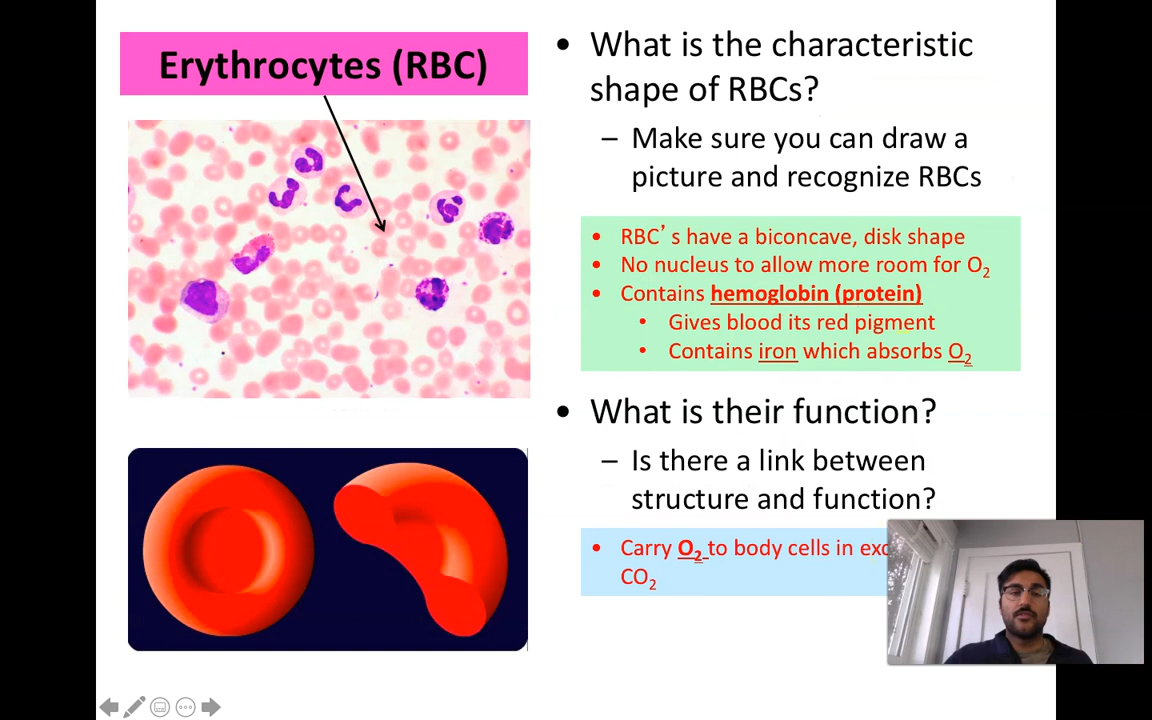 Erythrocytes (RBC)
• What is the characteristic
shape of RBCs?
– Make sure you can draw a
picture and recognize RBCs
• RBC's have a biconcave, disk shape
• No nucleus to allow more room for O₂
• Contains hemoglobin (protein)
• Gives blood its red pigment
• Contains iron which absorbs O₂
• What is their function?
– Is there a link between
structure and function?
• Carry O₂ to body cells in
CO₂